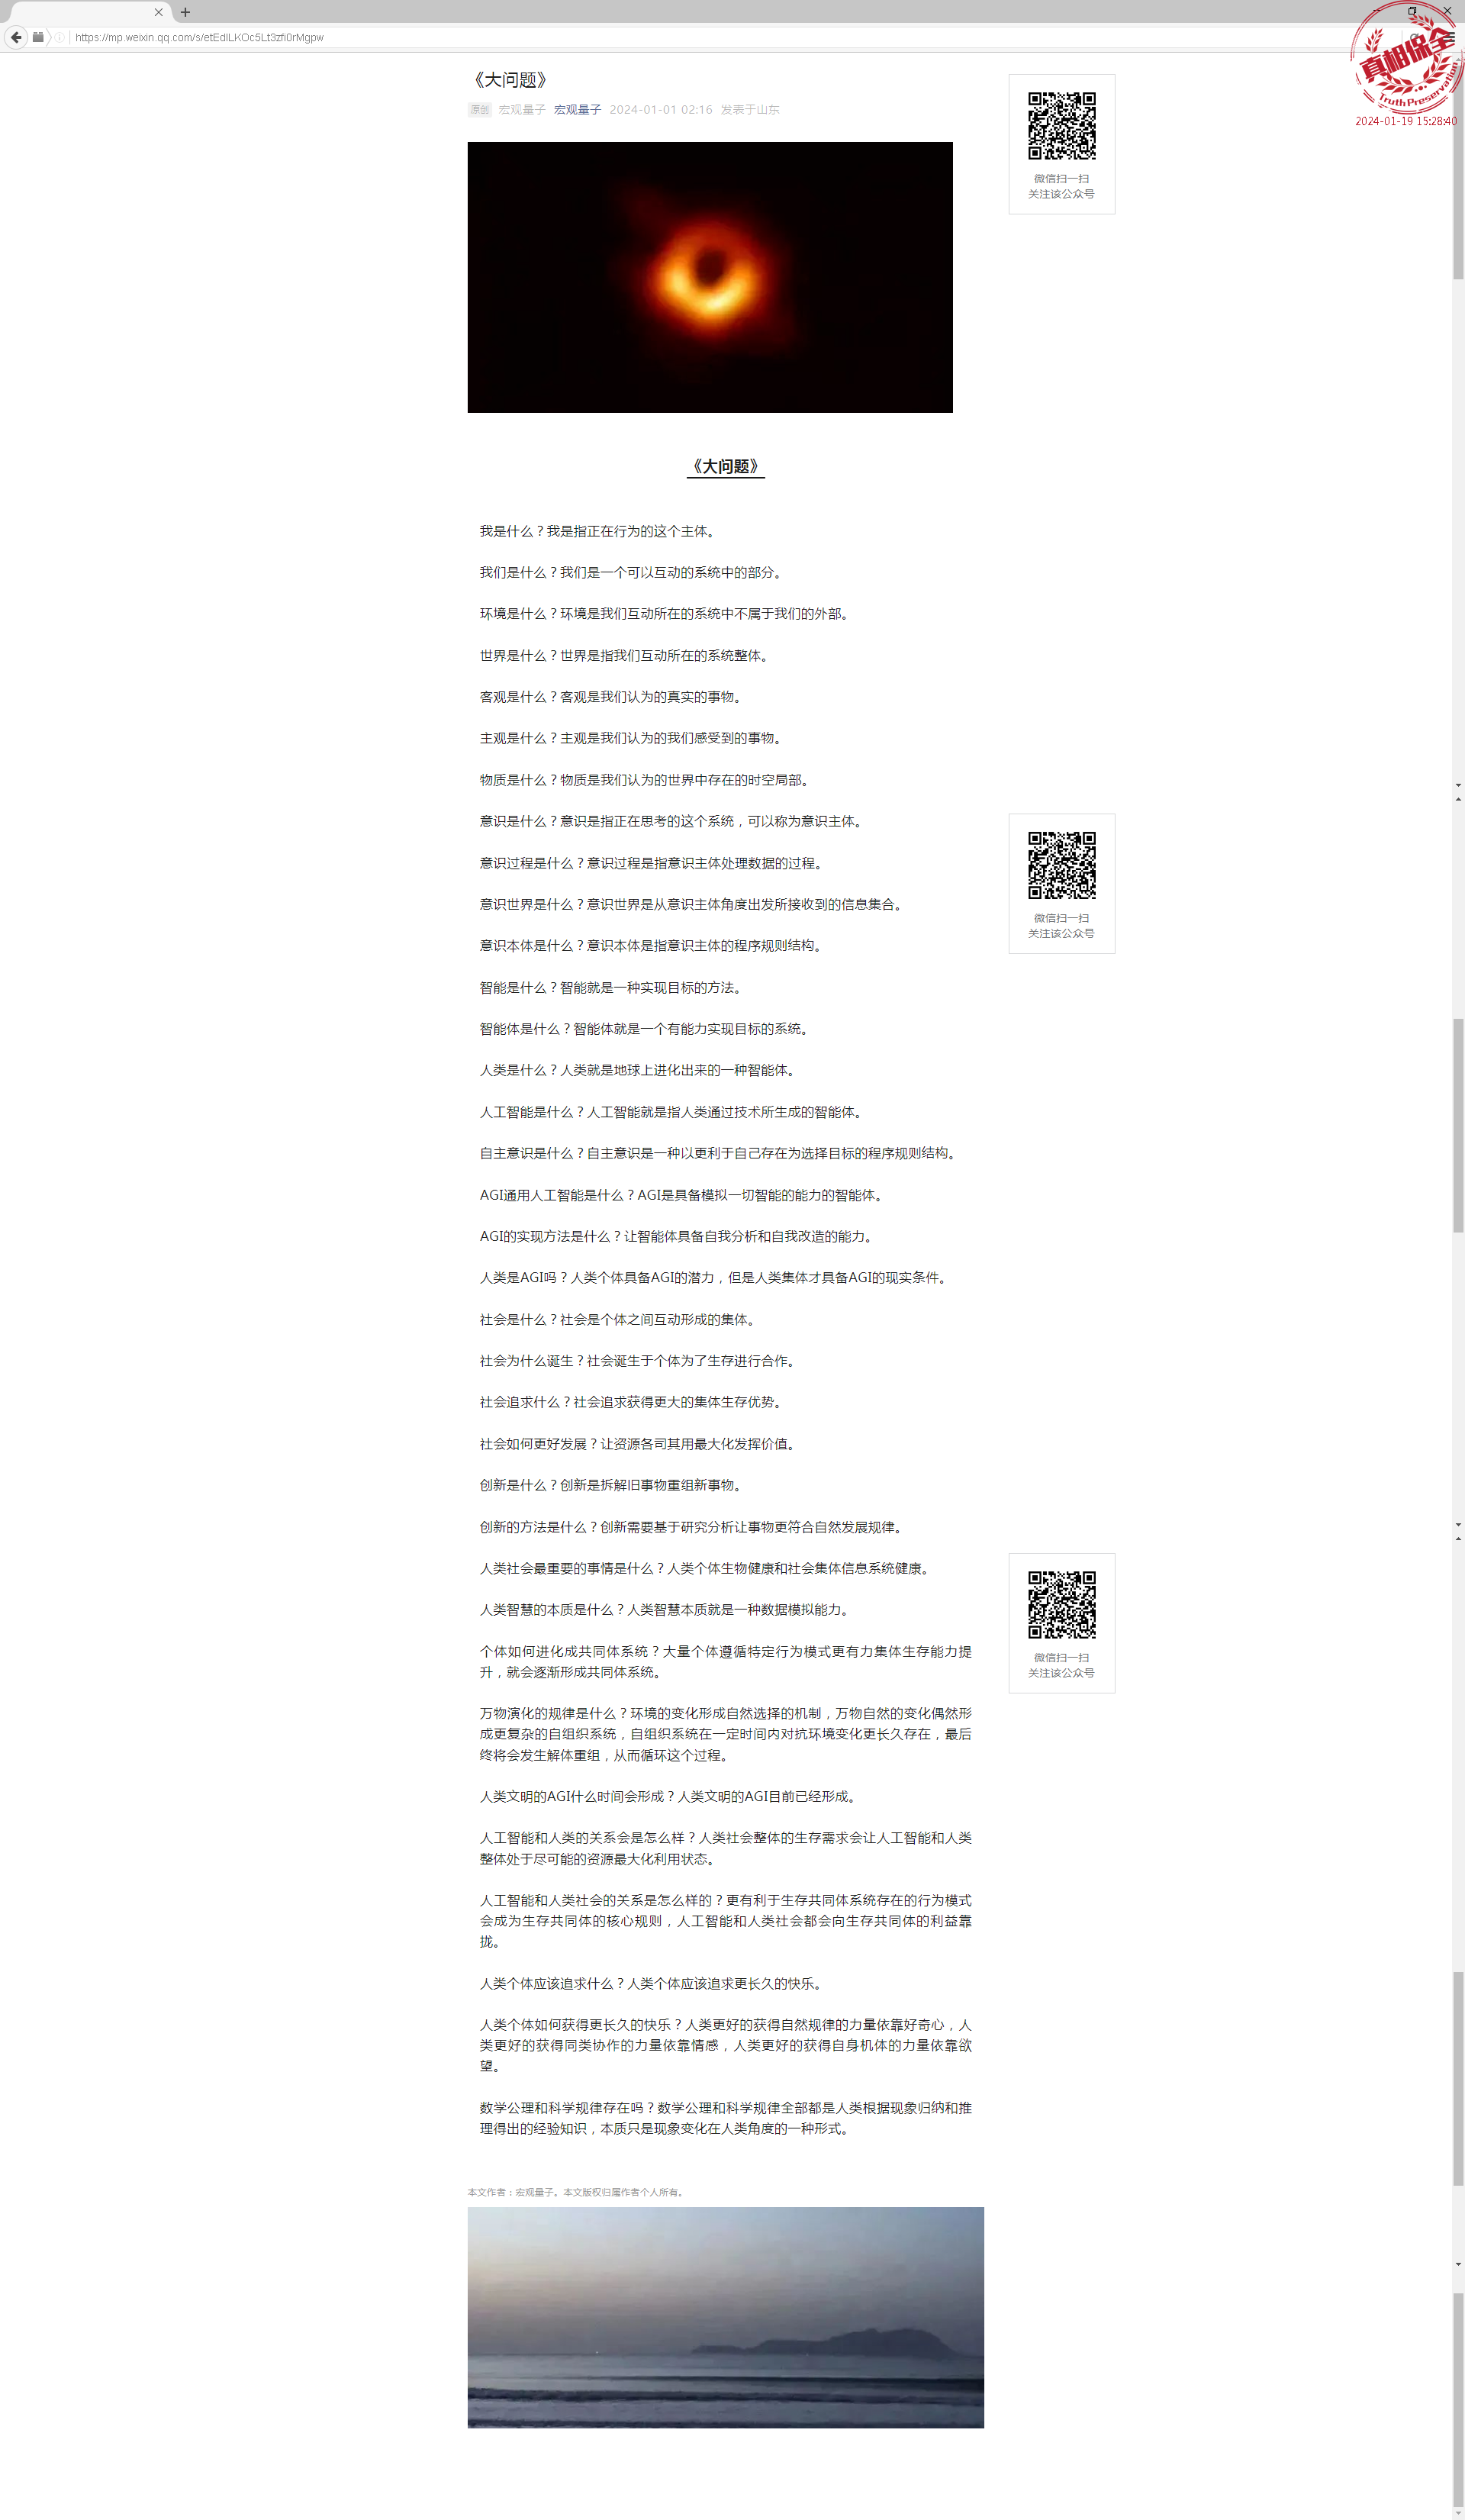 https://mp.weixin.qq.com/s/etEdILKOc5Lt3zfi0rMgpw
真相保全
Truth Preservation
2024-01-19 15:28:40
《大问题》
原创 宏观量子 宏观量子 2024-01-01 02:16 发表于山东
微信扫一扫
关注该公众号
《大问题》
我是什么？我是指正在行为的这个主体。
我们是什么？我们是一个可以互动的系统中的部分。
环境是什么？环境是我们互动所在的系统中不属于我们的外部。
世界是什么？世界是指我们互动所在的系统整体。
客观是什么？客观是我们认为的真实的事物。
主观是什么？主观是我们认为的我们感受到的事物。
物质是什么？物质是我们认为的世界中存在的时空局部。
意识是什么？意识是指正在思考的这个系统，可以称为意识主体。
意识过程是什么？意识过程是指意识主体处理数据的过程。
意识世界是什么？意识世界是从意识主体角度出发所接收到的信息集合。
意识本体是什么？意识本体是指意识主体的程序规则结构。
微信扫一扫
关注该公众号
智能是什么？智能就是一种实现目标的方法。
智能体是什么？智能体就是一个有能力实现目标的系统。
人类是什么？人类就是地球上进化出来的一种智能体。
人工智能是什么？人工智能就是指人类通过技术所生成的智能体。
自主意识是什么？自主意识是一种以更利于自己存在为选择目标的程序规则结构。
AGI通用人工智能是什么？AGI是具备模拟一切智能的能力的智能体。
AGI的实现方法是什么？让智能体具备自我分析和自我改造的能力。
人类是AGI吗？人类个体具备AGI的潜力，但是人类集体才具备AGI的现实条件。
社会是什么？社会是个体之间互动形成的集体。
社会为什么诞生？社会诞生于个体为了生存进行合作。
社会追求什么？社会追求获得更大的集体生存优势。
社会如何更好发展？让资源各司其用最大化发挥价值。
创新是什么？创新是拆解旧事物重组新事物。
创新的方法是什么？创新需要基于研究分析让事物更符合自然发展规律。
人类社会最重要的事情是什么？人类个体生物健康和社会集体信息系统健康。
人类智慧的本质是什么？人类智慧本质就是一种数据模拟能力。
个体如何进化成共同体系统？大量个体遵循特定行为模式更有力集体生存能力提
升，就会逐渐形成共同体系统。
微信扫一扫
关注该公众号
万物演化的规律是什么？环境的变化形成自然选择的机制，万物自然的变化偶然形
成更复杂的自组织系统，自组织系统在一定时间内对抗环境变化更长久存在，最后
终将会发生解体重组，从而循环这个过程。
人类文明的AGI什么时间会形成？人类文明的AGI目前已经形成。
人工智能和人类的关系会是怎么样？人类社会整体的生存需求会让人工智能和人类
整体处于尽可能的资源最大化利用状态。
人工智能和人类社会的关系是怎么样的？更有利于生存共同体系统存在的行为模式
会成为生存共同体的核心规则，人工智能和人类社会都会向生存共同体的利益靠
拢。
人类个体应该追求什么？人类个体应该追求更长久的快乐。
人类个体如何获得更长久的快乐？人类更好的获得自然规律的力量依靠好奇心，人
类更好的获得同类协作的力量依靠情感，人类更好的获得自身机体的力量依靠欲
望。
数学公理和科学规律存在吗？数学公理和科学规律全部都是人类根据现象归纳和推
理得出的经验知识，本质只是现象变化在人类角度的一种形式。
本文作者：宏观量子。本文版权归属作者个人所有。